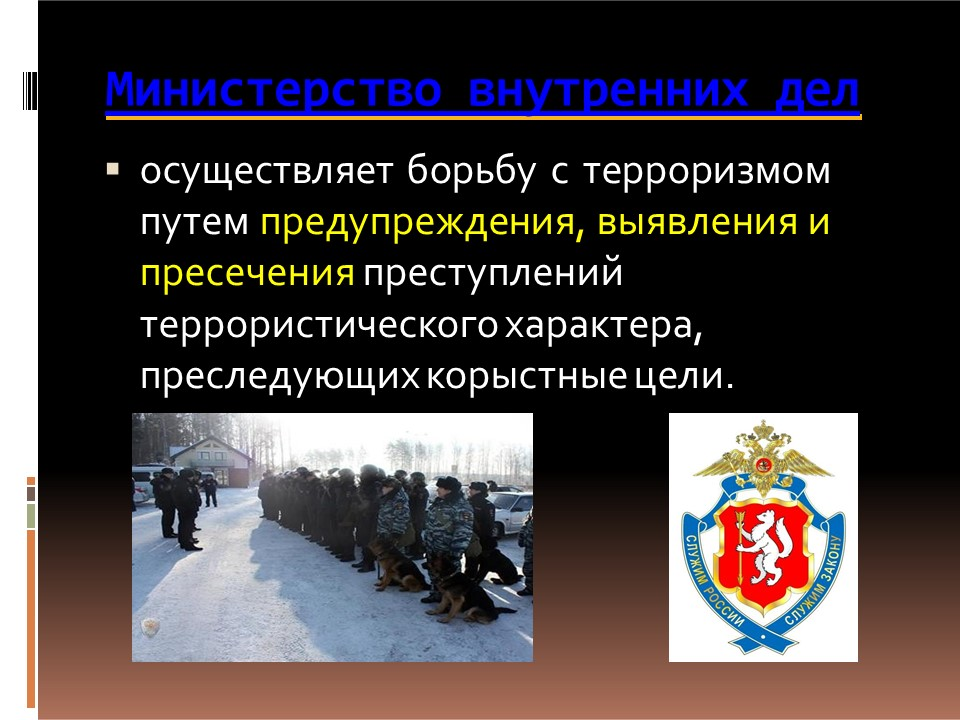 Министерство внутренних дел
осуществляет борьбу с терроризмом
путем предупреждения, выявления и
пресечения преступлений
террористического характера,
преследующих корыстные цели.
СЛУЖИМ РОССИИ
СЛУЖИМ ЗАКОНУ